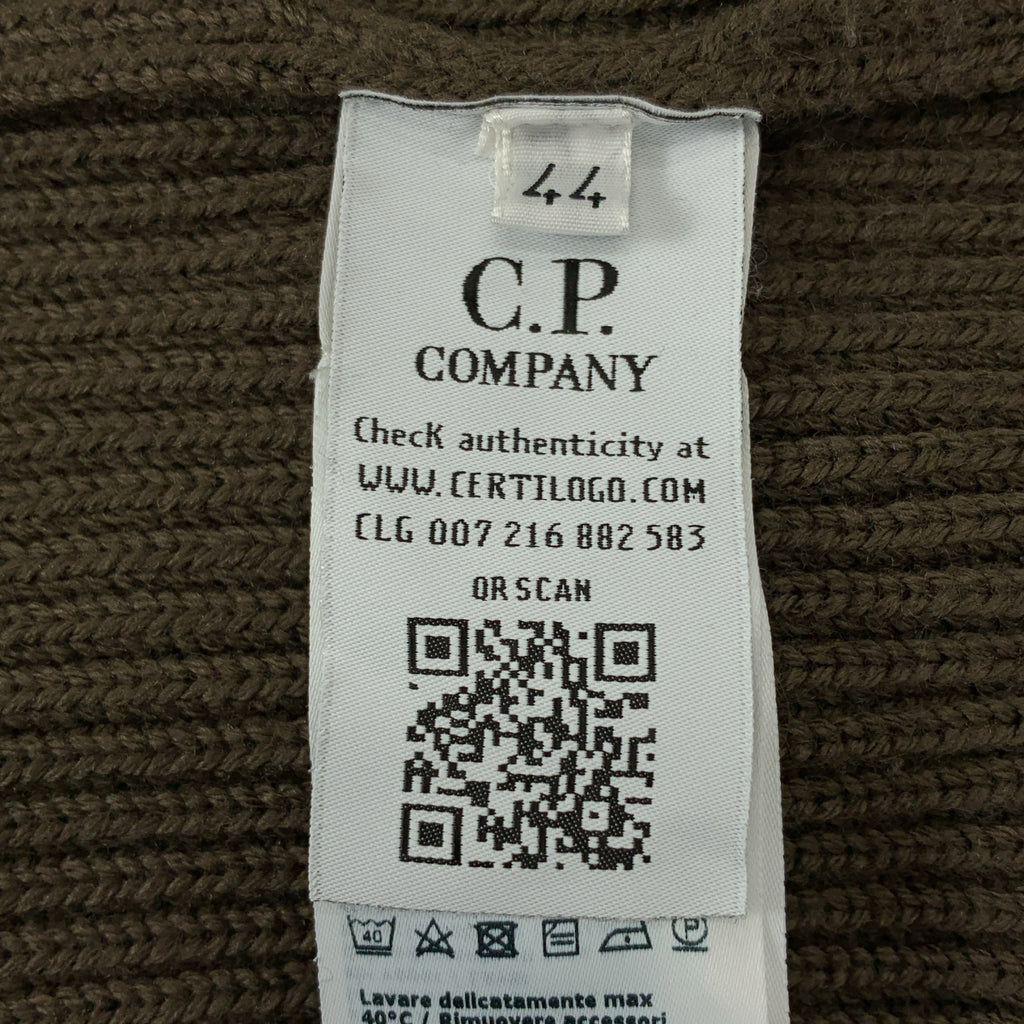 44
C.P.
COMPANY
Check authenticity at
WWW.CERTILOGO.COM
CLG 007 216 882 583
QR SCAN
40
P
Lavare delicatamente max
40°C / Rimuovere accessori